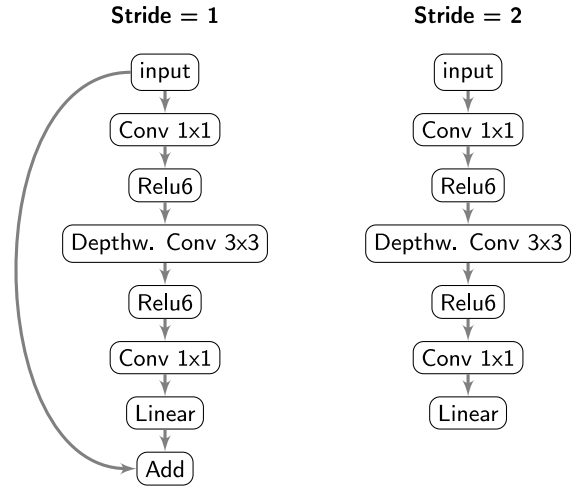 Stride = 1
input
Conv 1x1
Relu6
Depthw. Conv 3x3
Relu6
Conv 1x1
Linear
Add
Stride = 2
input
Conv 1x1
Relu6
Depthw. Conv 3x3
Relu6
Conv 1x1
Linear